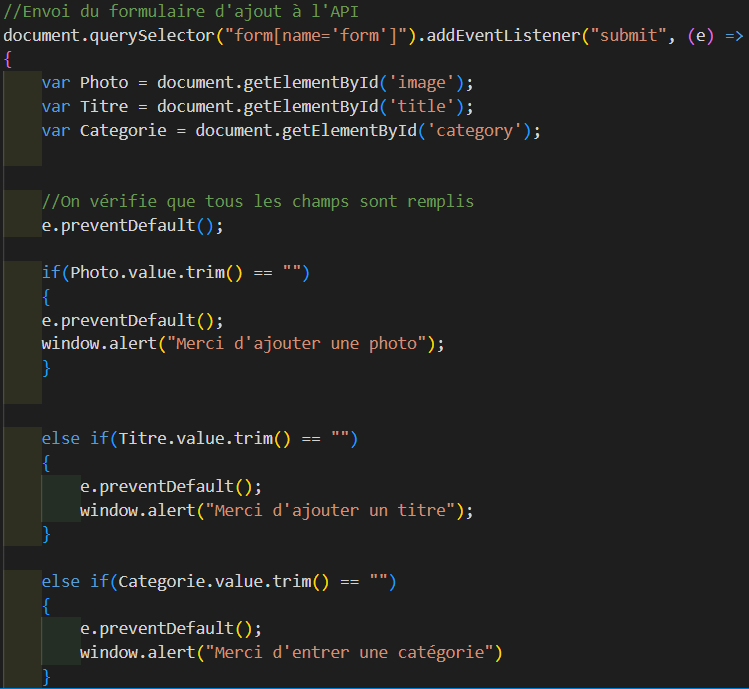 //Envoi du formulaire d'ajout à l'API
document.querySelector("form[name='form']").addEventListener("submit", (e) =>
{
var Photo = document.getElementById('image');
var Titre = document.getElementById('title');
var Categorie = document.getElementById('category');
//On vérifie que tous les champs sont remplis
e.preventDefault();
if(Photo.value.trim() == "")
{
e.preventDefault();
window.alert("Merci d'ajouter une photo");
}
else if(Titre.value.trim() == "")
{
e.preventDefault();
window.alert("Merci d'ajouter un titre");
}
else if(Categorie.value.trim() == "")
{
e.preventDefault();
window.alert("Merci d'entrer une catégorie")
}